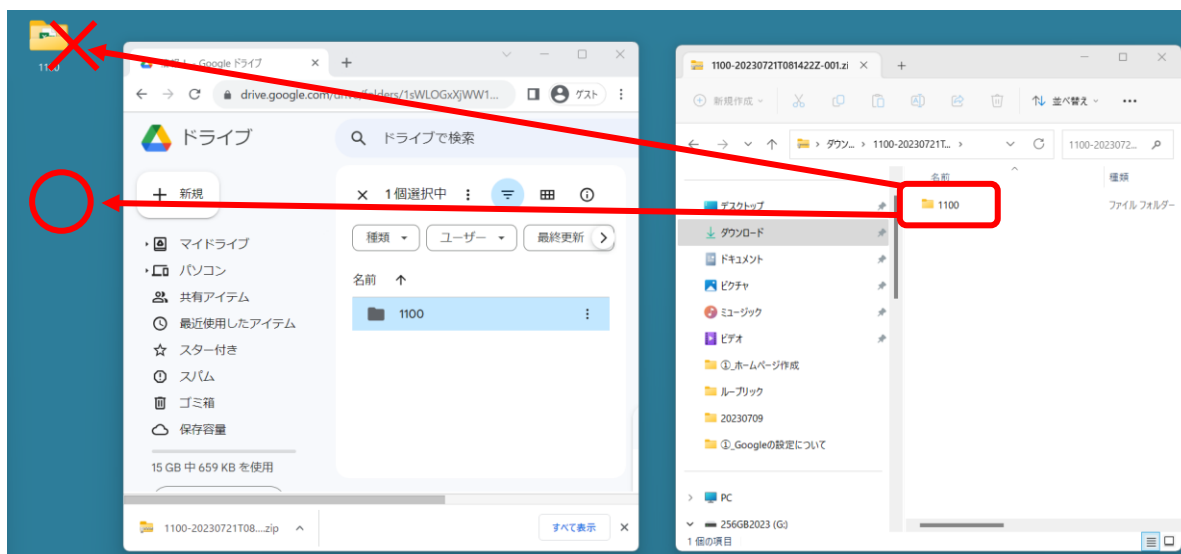 1100
Google ドライブ
drive.google.com/drive/folders/1sWLOGxXjWW1...
ゲスト
ドライブ
ドライブで検索
新規
1個選択中
種類
ユーザー
最終更新
マイドライブ
パソコン
共有アイテム
最近使用したアイテム
スター付き
スパム
ゴミ箱
保存容量
15 GB 中 659 KB を使用
名前
1100
1100-20230721T08....zip
すべて表示
1100-20230721T081422Z-001.zi
新規作成
並べ替え
ダウン...
1100-20230721T...
1100-2023072...
名前
種類
1100
ファイル フォルダー
デスクトップ
ダウンロード
ドキュメント
ピクチャ
ミュージック
ビデオ
①_ホームページ作成
ルーブリック
20230709
①_Googleの設定について
PC
256GB2023 (G:)
1 個の項目